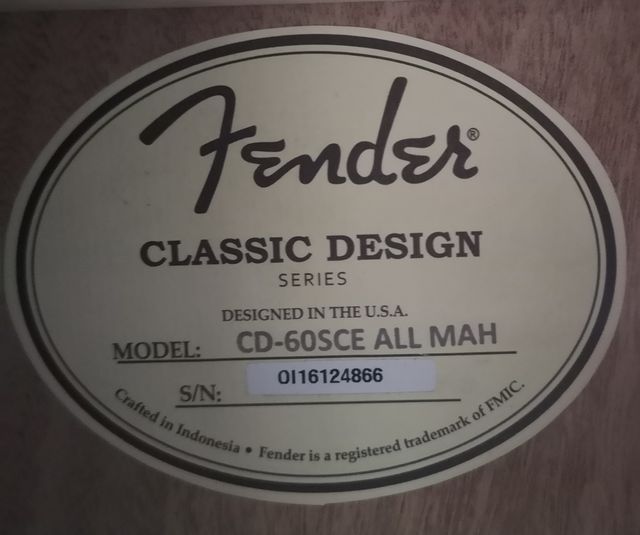 Fender®
CLASSIC DESIGN
SERIES
DESIGNED IN THE U.S.A.
MODEL: CD-60SCE ALL MAH
S/N: OI16124866
Crafted in Indonesia • Fender is a registered trademark of FMIC.